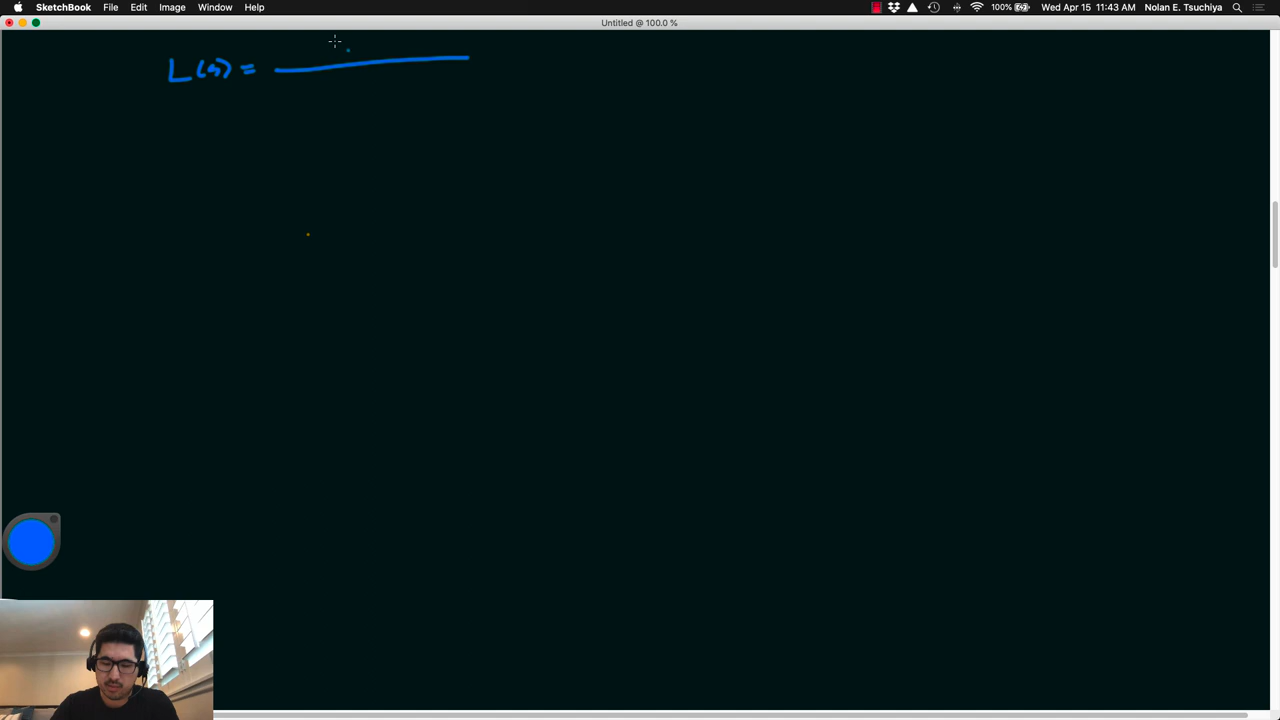 SketchBook File Edit Image Window Help 100% Wed Apr 15 11:43 AM Nolan E. Tsuchiya
Untitled @ 100.0 %
L(s) =